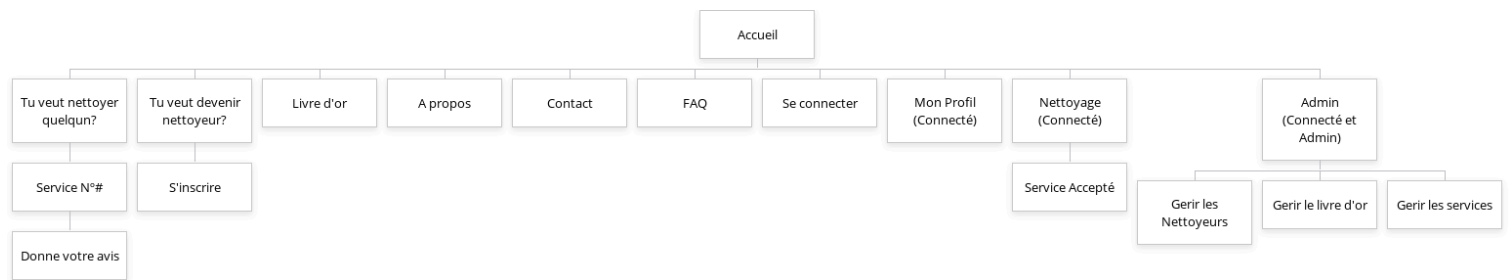 Accueil
Tu veut nettoyer
quelqun?
Tu veut devenir
nettoyeur?
Livre d'or
A propos
Contact
FAQ
Se connecter
Mon Profil
(Connecté)
Nettoyage
(Connecté)
Admin
(Connecté et
Admin)
Service N°#
S'inscrire
Service Accepté
Gerir les
Nettoyeurs
Gerir le livre d'or
Gerir les services
Donne votre avis